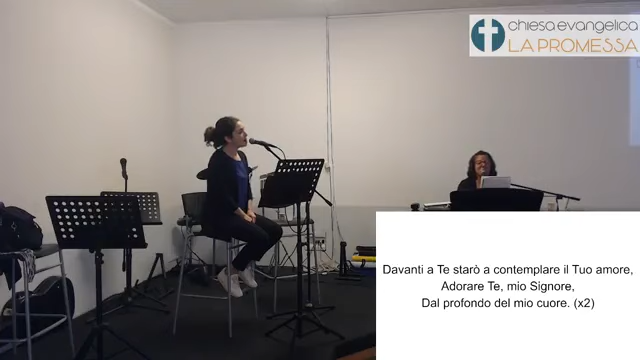 chiesa evangelica
LA PROMESSA
Davanti a Te starò a contemplare il Tuo amore,
Adorare Te, mio Signore,
Dal profondo del mio cuore. (x2)